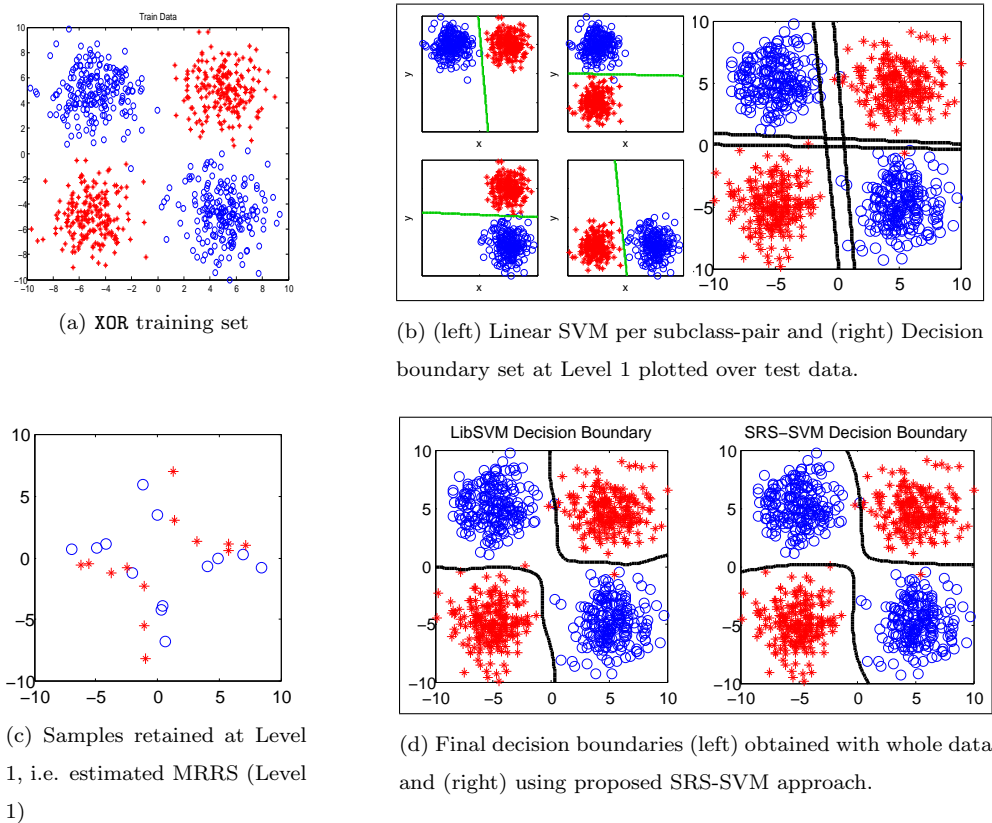 Train Data
10
8
6
4
2
0
−2
−4
−6
−8
−10
−10 −8 −6 −4 −2 0 2 4 6 8 10
(a) XOR training set
y
x
y
x
y
x
y
x
10
5
0
−5
−10
−10 −5 0 5 10
(b) (left) Linear SVM per subclass-pair and (right) Decision
boundary set at Level 1 plotted over test data.
10
5
0
−5
−10
−10 −5 0 5 10
(c) Samples retained at Level
1, i.e. estimated MRRS (Level
1)
LibSVM Decision Boundary
10
5
0
−5
−10
−10 −5 0 5 10
SRS−SVM Decision Boundary
10
5
0
−5
−10
−10 −5 0 5 10
(d) Final decision boundaries (left) obtained with whole data
and (right) using proposed SRS-SVM approach.